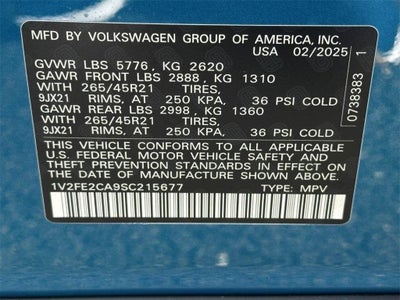 MFD BY VOLKSWAGEN GROUP OF AMERICA, INC.
USA 02/2025
GVWR LBS 5776, KG 2620
GAWR FRONT LBS 2888, KG 1310
WITH 265/45R21 TIRES,
9JX21 RIMS, AT 250 KPA, 36 PSI COLD
GAWR REAR LBS 2998, KG 1360
WITH 265/45R21 TIRES,
9JX21 RIMS, AT 250 KPA, 36 PSI COLD
THIS VEHICLE CONFORMS TO ALL APPLICABLE
U.S. FEDERAL MOTOR VEHICLE SAFETY, BUMPER,
AND THEFT PREVENTION STANDARDS IN EFFECT
ON THE DATE OF MANUFACTURE SHOWN ABOVE.
1V2FE2CA9SC215677 TYPE: MPV
0738383 1